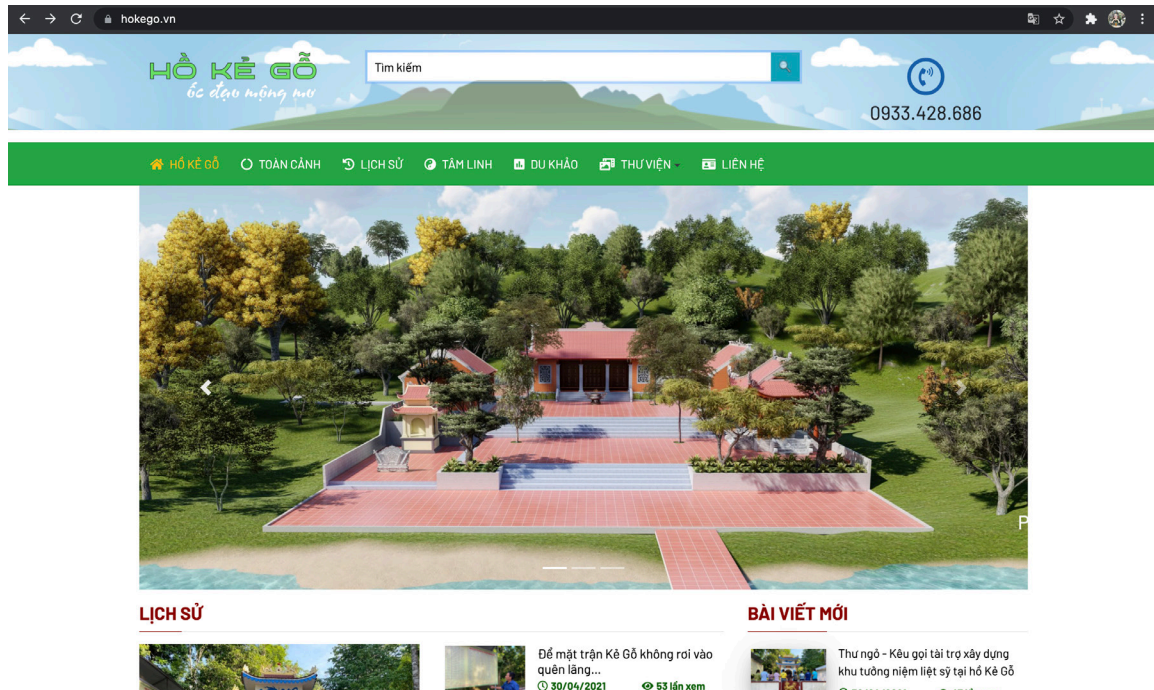 hokego.vn
HỒ KẺ GỖ
ốc đạo mộng mơ
Tìm kiếm
0933.428.686
HỒ KẺ GỖ
TOÀN CẢNH
LỊCH SỬ
TÂM LINH
DU KHẢO
THƯ VIỆN
LIÊN HỆ
P
LỊCH SỬ
BÀI VIẾT MỚI
Để mặt trận Kẻ Gỗ không rơi vào
quên lãng...
30/04/2021 53 lần xem
Thư ngỏ - Kêu gọi tài trợ xây dựng
khu tưởng niệm liệt sỹ tại hồ Kẻ Gỗ